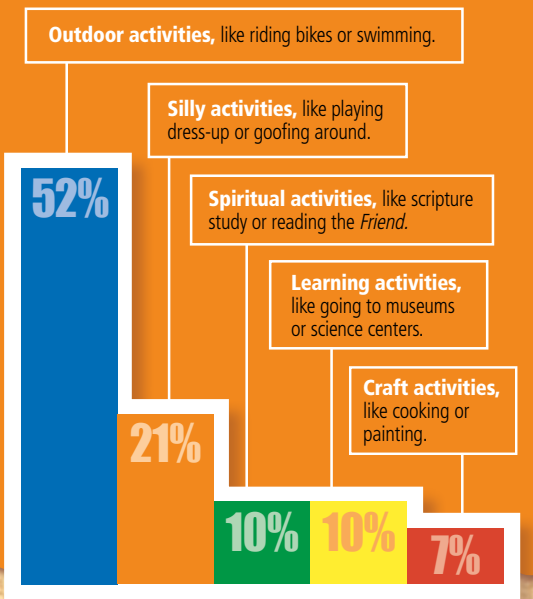 Outdoor activities, like riding bikes or swimming.
Silly activities, like playing
dress-up or goofing around.
Spiritual activities, like scripture
study or reading the Friend.
Learning activities,
like going to museums
or science centers.
Craft activities,
like cooking or
painting.
52%
21%
10%
10%
7%